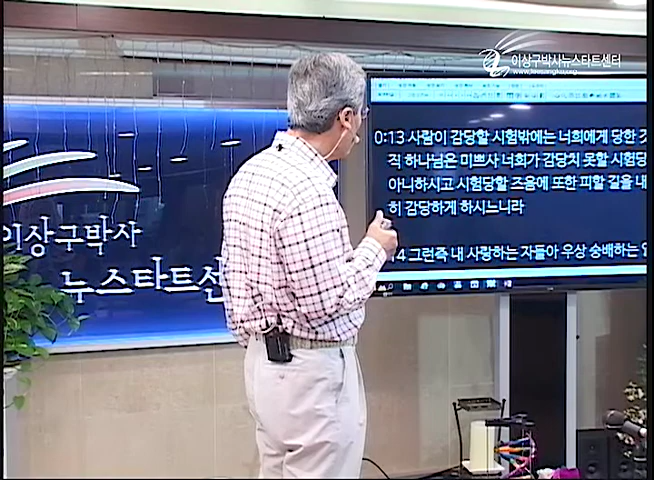 이상구박사뉴스타트센터
0:13 사람이 감당할 시험밖에는 너희에게 당한
직 하나님은 미쁘사 너희가 감당치 못할 시험당
아니하시고 시험당할 즈음에 또한 피할 길을 내
히 감당하게 하시느니라
14 그런즉 내 사랑하는 자들아 우상 숭배하는
이상구박사
뉴스타트센